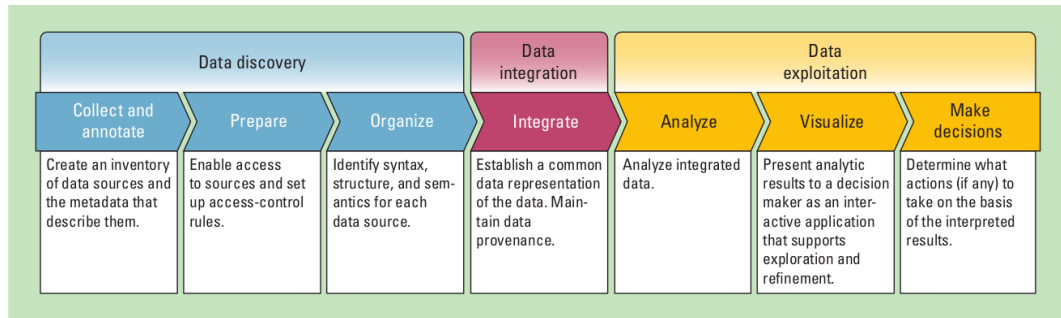 Data discovery
Data
integration
Data
exploitation
Collect and
annotate
Prepare
Organize
Integrate
Analyze
Visualize
Make
decisions
Create an inventory
of data sources and
the metadata that
describe them.
Enable access
to sources and set
up access-control
rules.
Identify syntax,
structure, and sem-
antics for each
data source.
Establish a common
data representation
of the data. Main-
tain data
provenance.
Analyze integrated
data.
Present analytic
results to a decision
maker as an inter-
active application
that supports
exploration and
refinement.
Determine what
actions (if any) to
take on the basis
of the interpreted
results.